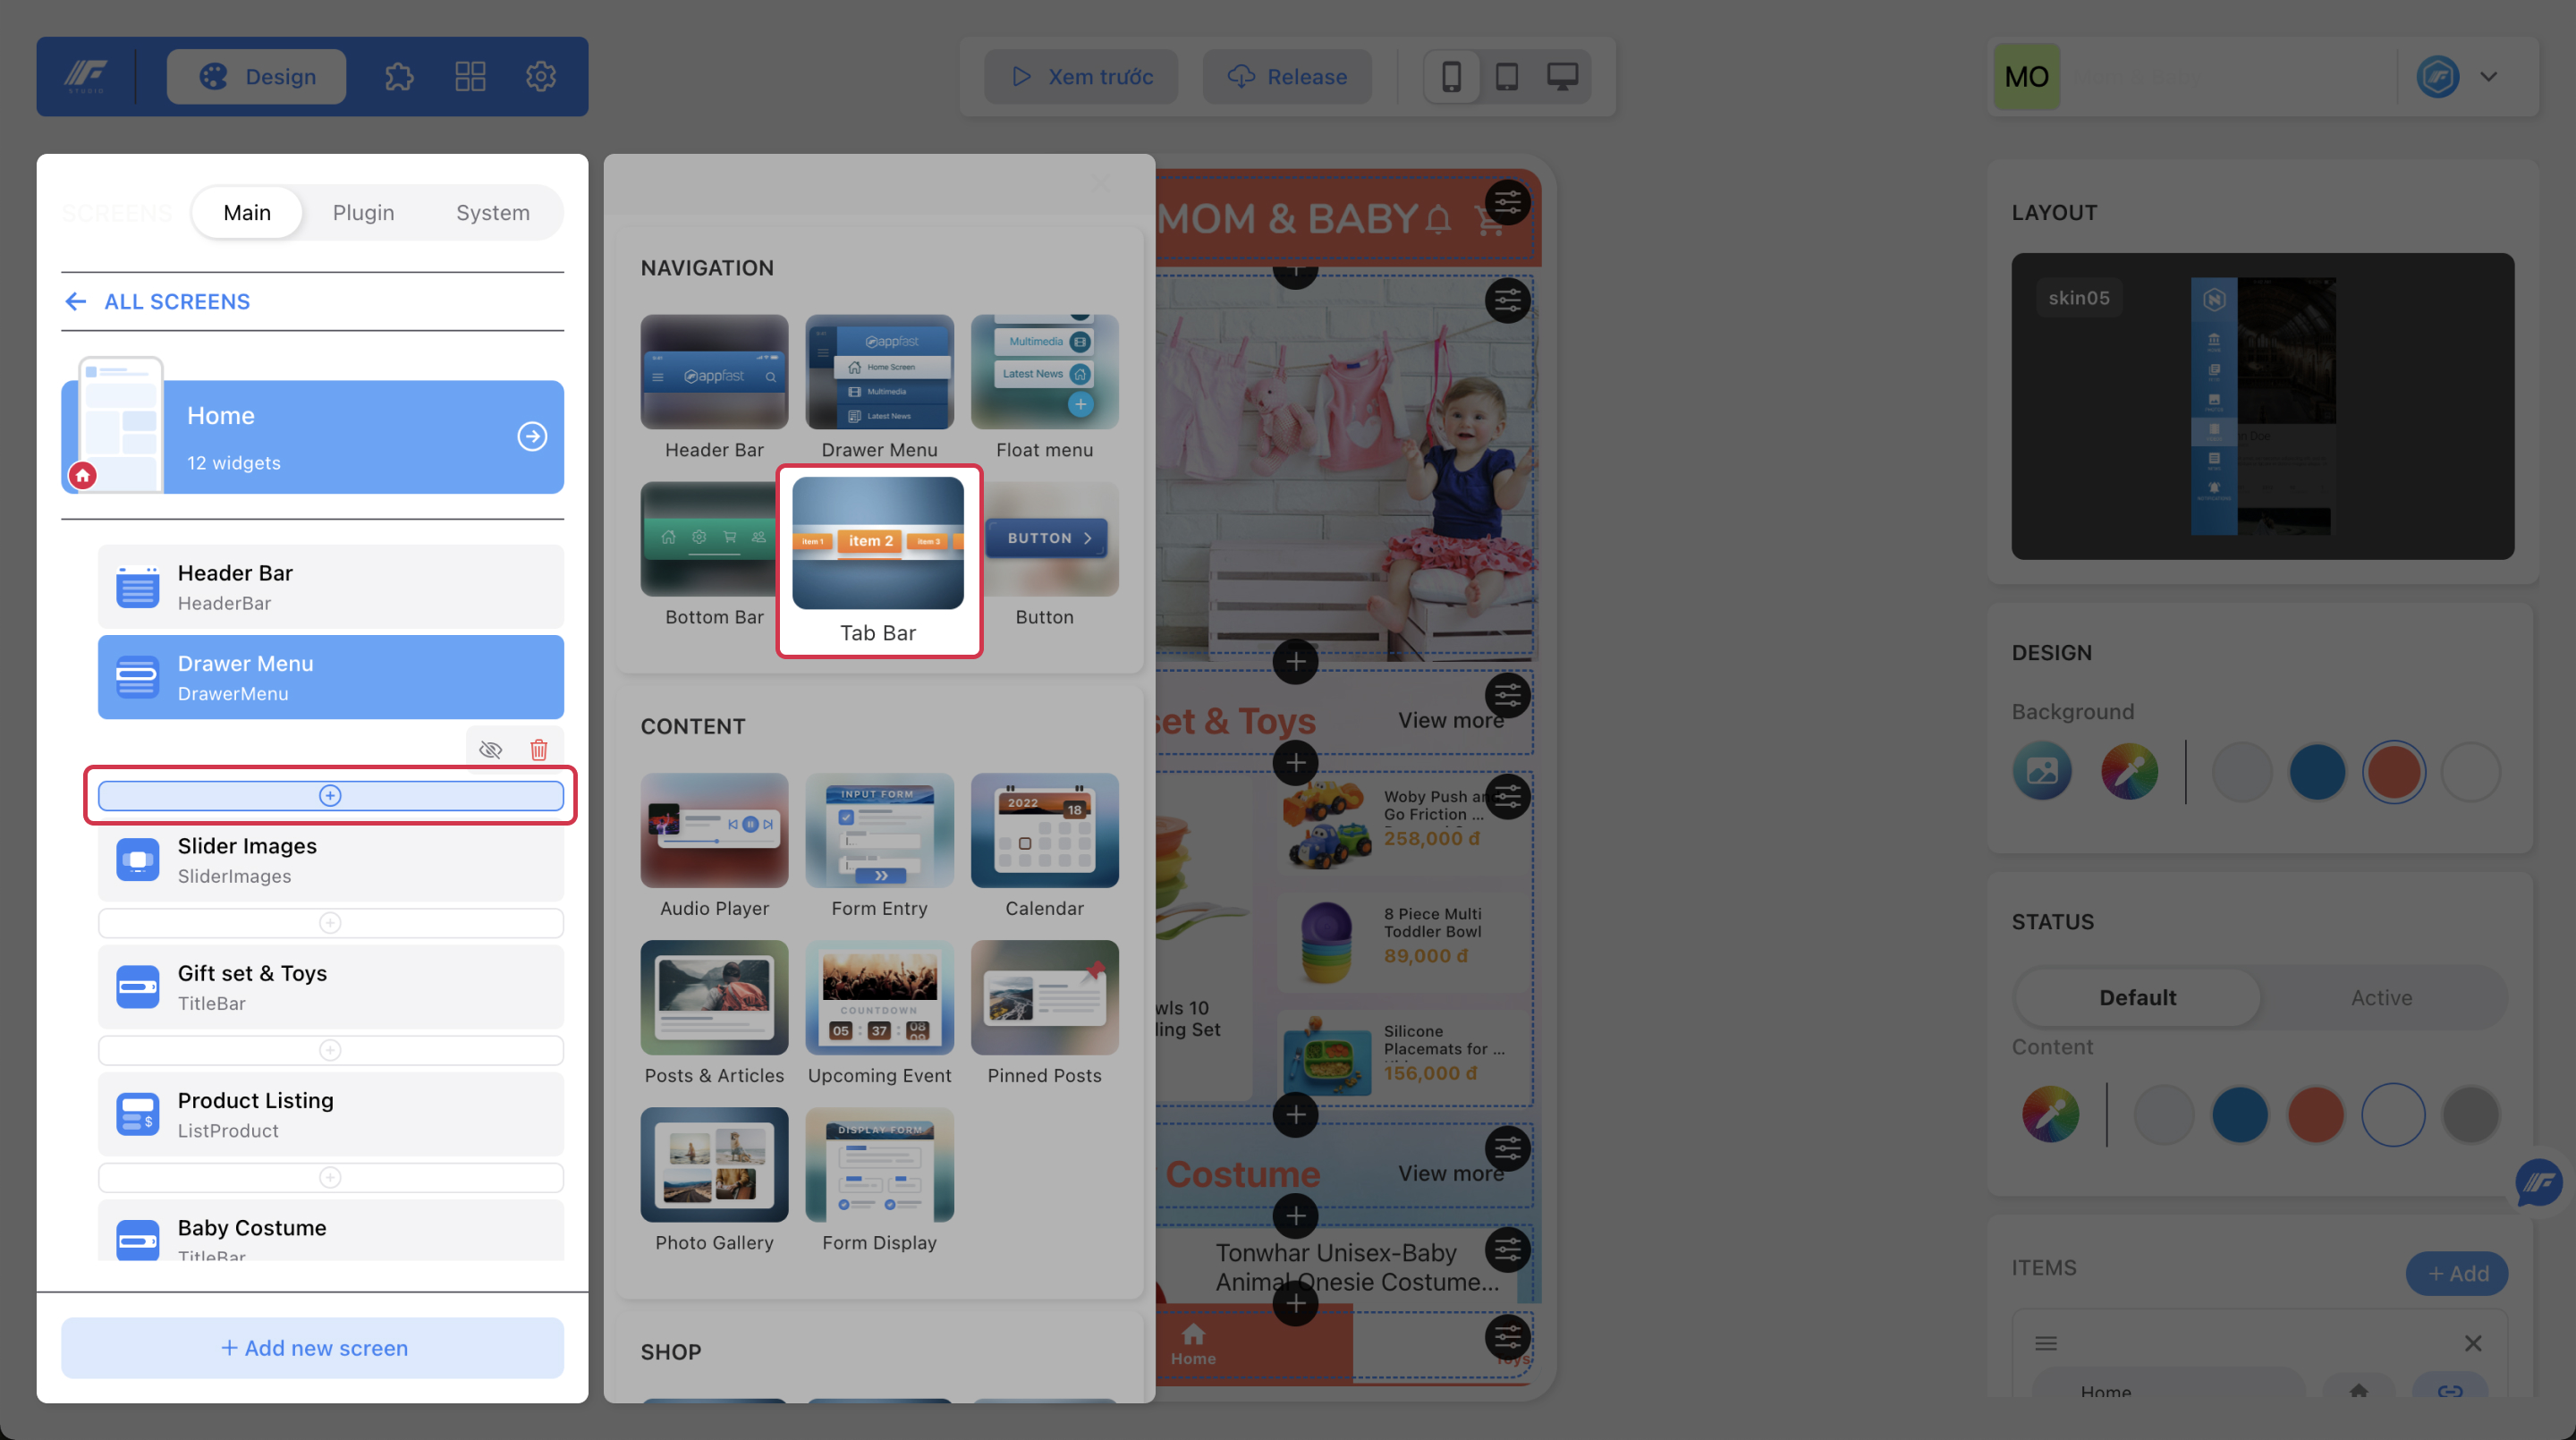 STUDIO
Design
Xem trước
Release
MO
SCREENS
Main
Plugin
System
ALL SCREENS
Home
12 widgets
Header Bar
HeaderBar
Drawer Menu
DrawerMenu
Slider Images
SliderImages
Gift set & Toys
TitleBar
Product Listing
ListProduct
Baby Costume
TitleBar
+ Add new screen
NAVIGATION
appfast
Header Bar
appfast
Home Screen
Multimedia
Latest News
Drawer Menu
Multimedia
Latest News
Float menu
Bottom Bar
item 1
item 2
item 3
Tab Bar
BUTTON
Button
CONTENT
Audio Player
INPUT FORM
Form Entry
2022
18
Calendar
Posts & Articles
COUNTDOWN
05 : 37 :
Upcoming Event
Pinned Posts
Photo Gallery
DISPLAY FORM
Form Display
SHOP
MOM & BABY
set & Toys
View more
Woby Push an
Go Friction ...
258,000 đ
8 Piece Multi
Toddler Bowl
89,000 đ
wls 10
ling Set
Silicone
Placemats for ...
156,000 đ
Costume
View more
Tonwhar Unisex-Baby
Animal Onesie Costume...
Home
Toys
LAYOUT
skin05
n Doe
DESIGN
Background
STATUS
Default
Active
Content
ITEMS
+ Add
Home